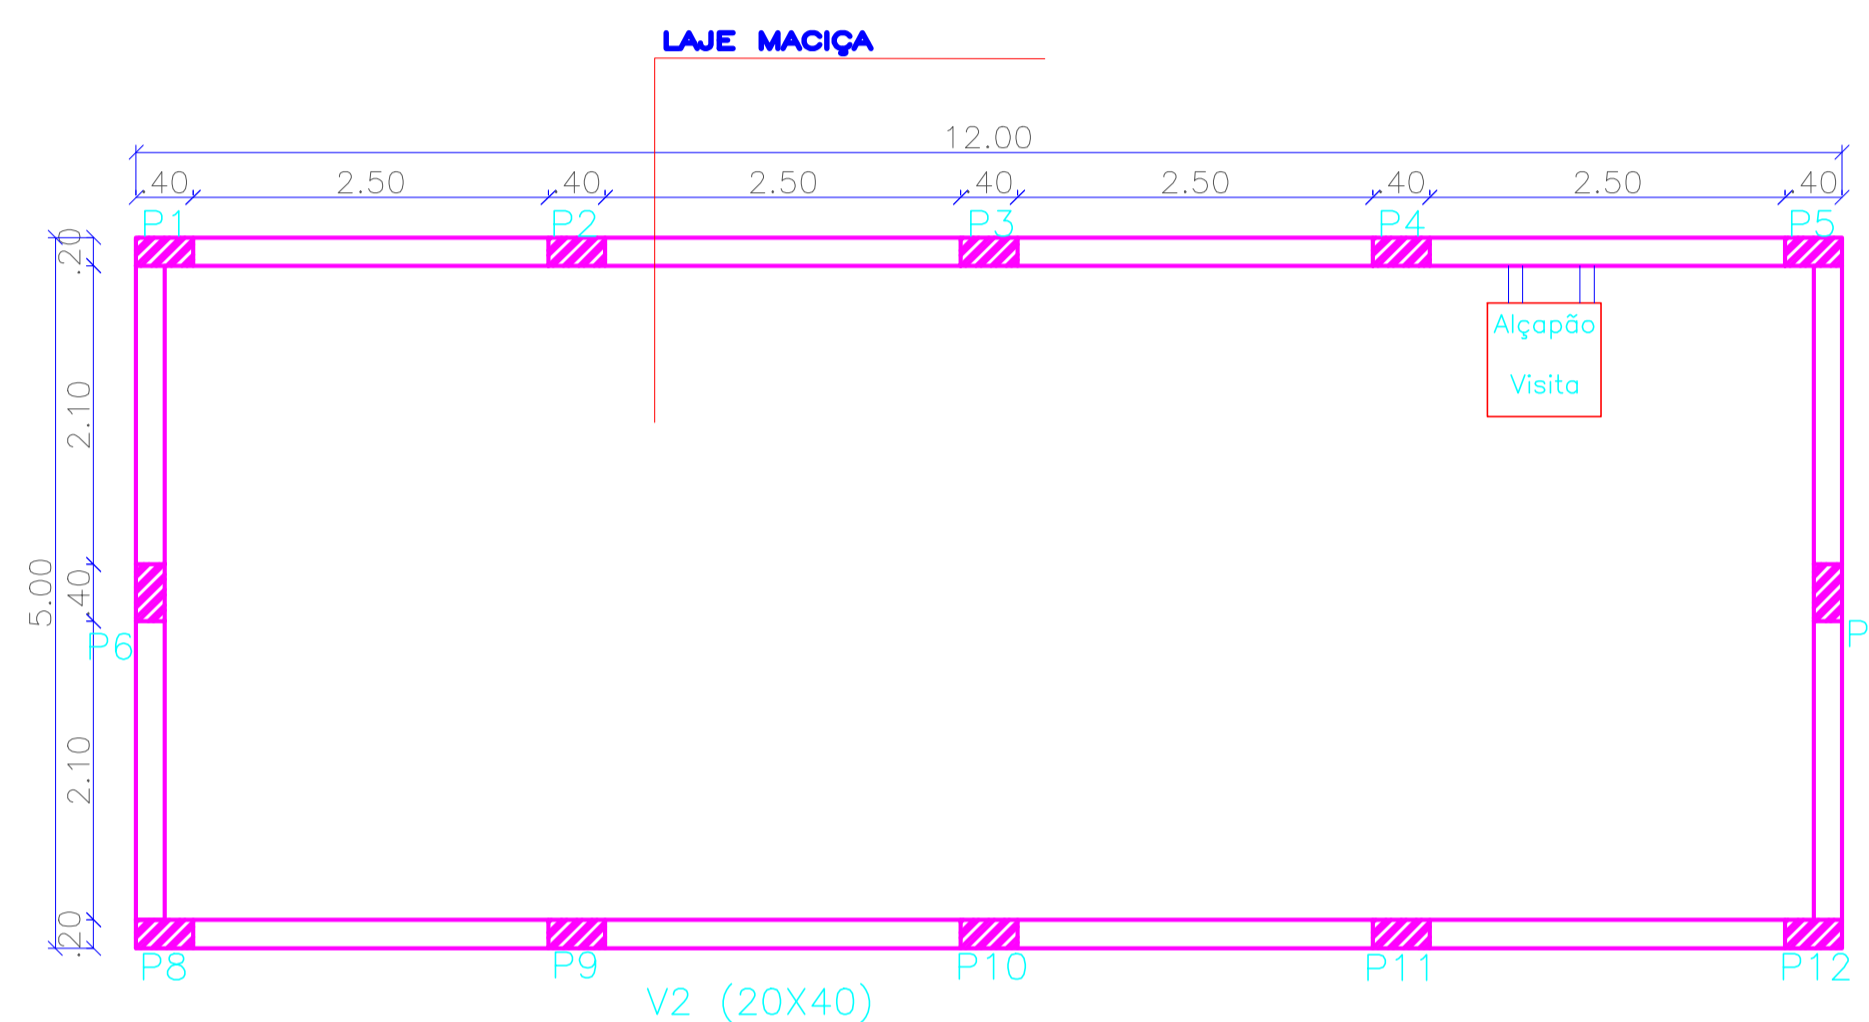 LAJE MACIÇA
12.00
.40 2.50 .40 2.50 .40 2.50 .40 2.50 .40
P1 P2 P3 P4 P5
.20
Alçapão
Visita
2.10
5.00
.40
P6 P
2.10
.20
P8 P9 P10 P11 P12
V2 (20X40)